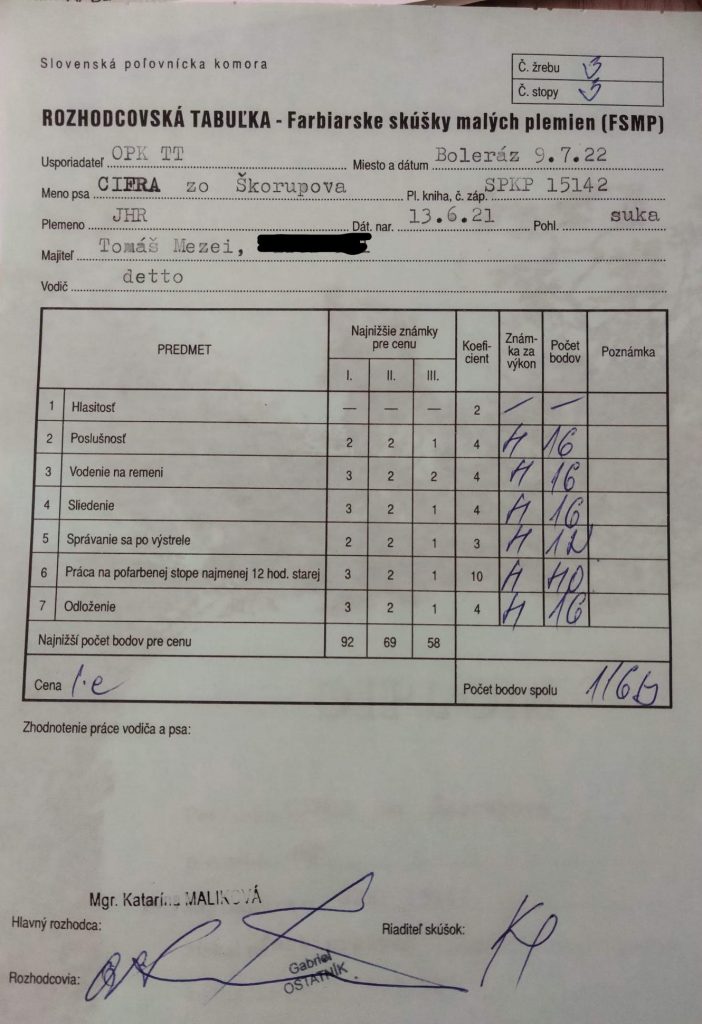 Slovenská poľovnícka komora
Č. žrebu 3
Č. stopy 3
ROZHODCOVSKÁ TABUĽKA - Farbiarske skúšky malých plemien (FSMP)
Usporiadateľ OPK TT Miesto a dátum Boleráz 9.7.22
Meno psa CIFRA zo Škorupova Pl. kniha, č. záp. SPKP 15142
Plemeno JHR Dát. nar. 13.6.21 Pohl. suka
Majiteľ Tomáš Mezei,
Vodič detto
PREDMET Najnižšie známky pre cenu Koefi-cient Znám-ka za výkon Počet bodov Poznámka
I. II. III.
1 Hlasitosť — — — 2 — —
2 Poslušnosť 2 2 1 4 4 16
3 Vodenie na remeni 3 2 2 4 4 16
4 Sliedenie 3 2 1 4 4 16
5 Správanie sa po výstrele 2 2 1 3 4 12
6 Práca na pofarbenej stope najmenej 12 hod. starej 3 2 1 10 4 40
7 Odloženie 3 2 1 4 4 16
Najnižší počet bodov pre cenu 92 69 58
Cena I.c Počet bodov spolu 116b
Zhodnotenie práce vodiča a psa:
Mgr. Katarína MALIKOVÁ
Hlavný rozhodca: Riaditeľ skúšok:
Rozhodcovia: Gabriel
OSTATNÍK